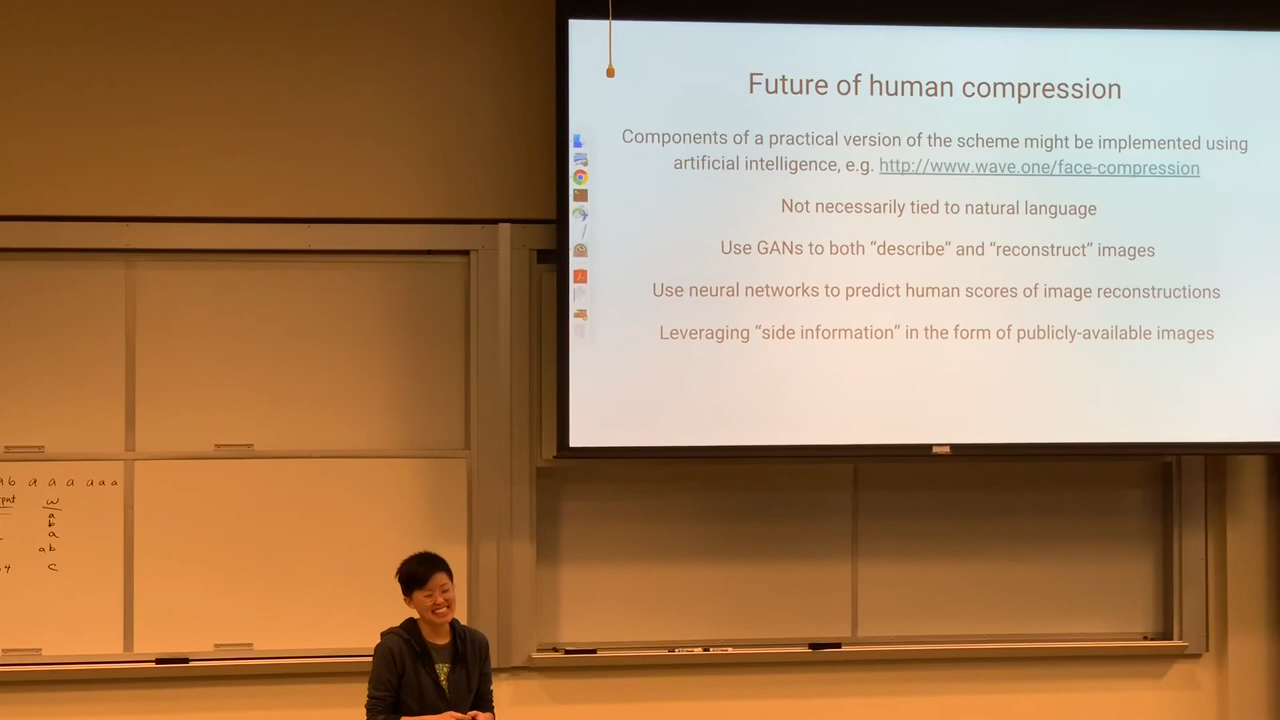 Future of human compression
Components of a practical version of the scheme might be implemented using
artificial intelligence, e.g. http://www.wave.one/face-compression
Not necessarily tied to natural language
Use GANs to both “describe” and “reconstruct” images
Use neural networks to predict human scores of image reconstructions
Leveraging “side information” in the form of publicly-available images
b a a a a a a
w
a
b
a
ab
4 c